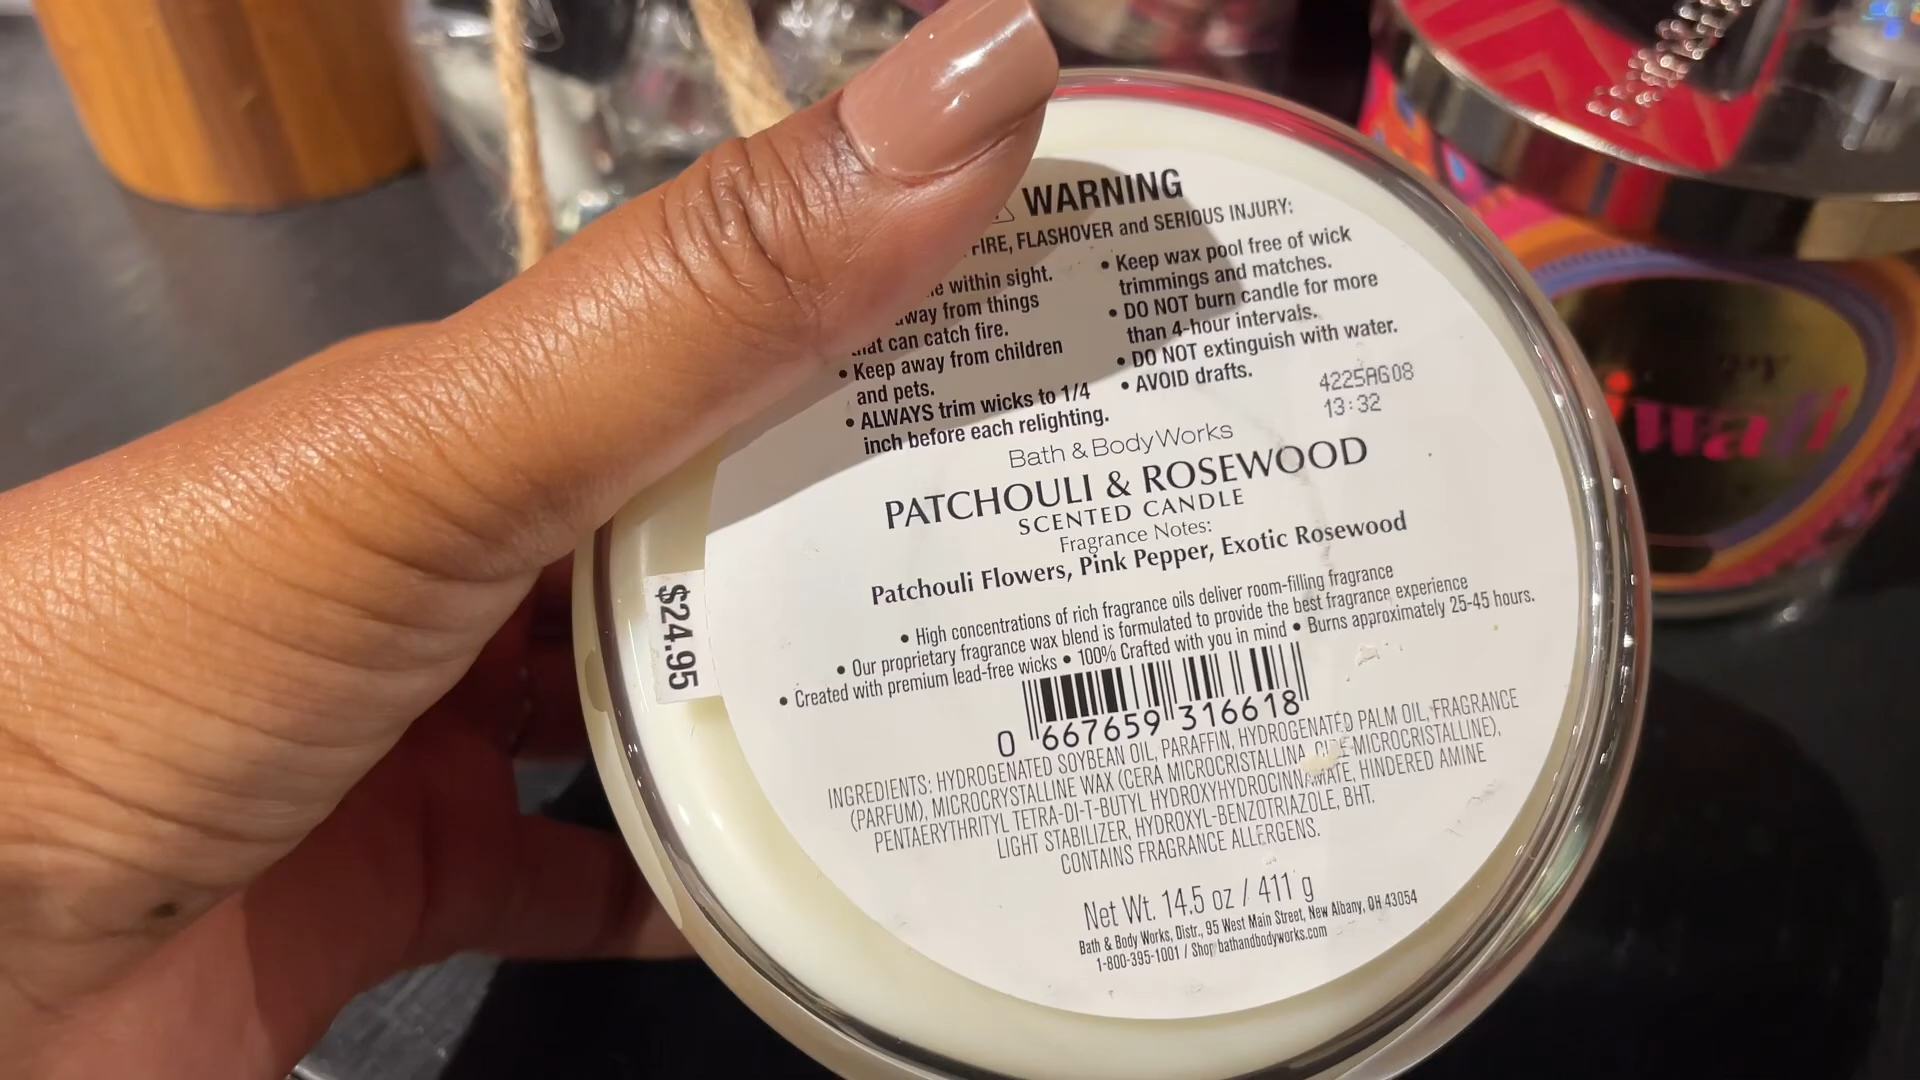 WARNING
FIRE, FLASHOVER and SERIOUS INJURY:
within sight.
away from things
that can catch fire.
• Keep away from children
and pets.
• ALWAYS trim wicks to 1/4
inch before each relighting.
• Keep wax pool free of wick
trimmings and matches.
• DO NOT burn candle for more
than 4-hour intervals.
• DO NOT extinguish with water.
• AVOID drafts.
4225AG08
13:32
Bath & Body Works
PATCHOULI & ROSEWOOD
SCENTED CANDLE
Fragrance Notes:
Patchouli Flowers, Pink Pepper, Exotic Rosewood
• High concentrations of rich fragrance oils deliver room-filling fragrance
• Our proprietary fragrance wax blend is formulated to provide the best fragrance experience
• Created with premium lead-free wicks • 100% Crafted with you in mind • Burns approximately 25-45 hours.
$24.95
0 667659 316618
INGREDIENTS: HYDROGENATED SOYBEAN OIL, PARAFFIN, HYDROGENATED PALM OIL, FRAGRANCE
(PARFUM), MICROCRYSTALLINE WAX (CERA MICROCRISTALLINA, CIRE MICROCRISTALLINE),
PENTAERYTHRITYL TETRA-DI-T-BUTYL HYDROXYHYDROCINNAMATE, HINDERED AMINE
LIGHT STABILIZER, HYDROXYL-BENZOTRIAZOLE, BHT.
CONTAINS FRAGRANCE ALLERGENS.
Net Wt. 14.5 oz / 411 g
Bath & Body Works, Distr., 95 West Main Street, New Albany, OH 43054
1-800-395-1001 / Shop bathandbodyworks.com